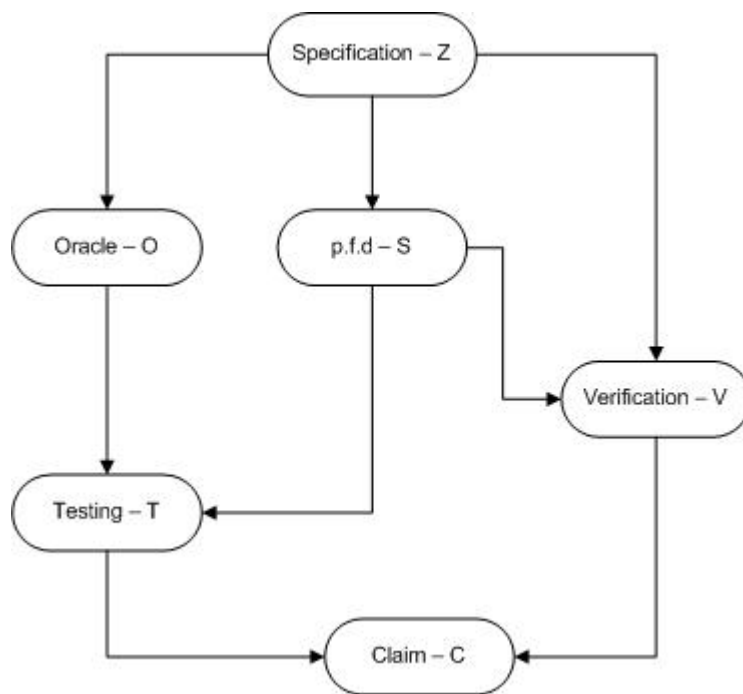 Specification – Z
Oracle – O
p.f.d – S
Verification – V
Testing – T
Claim – C